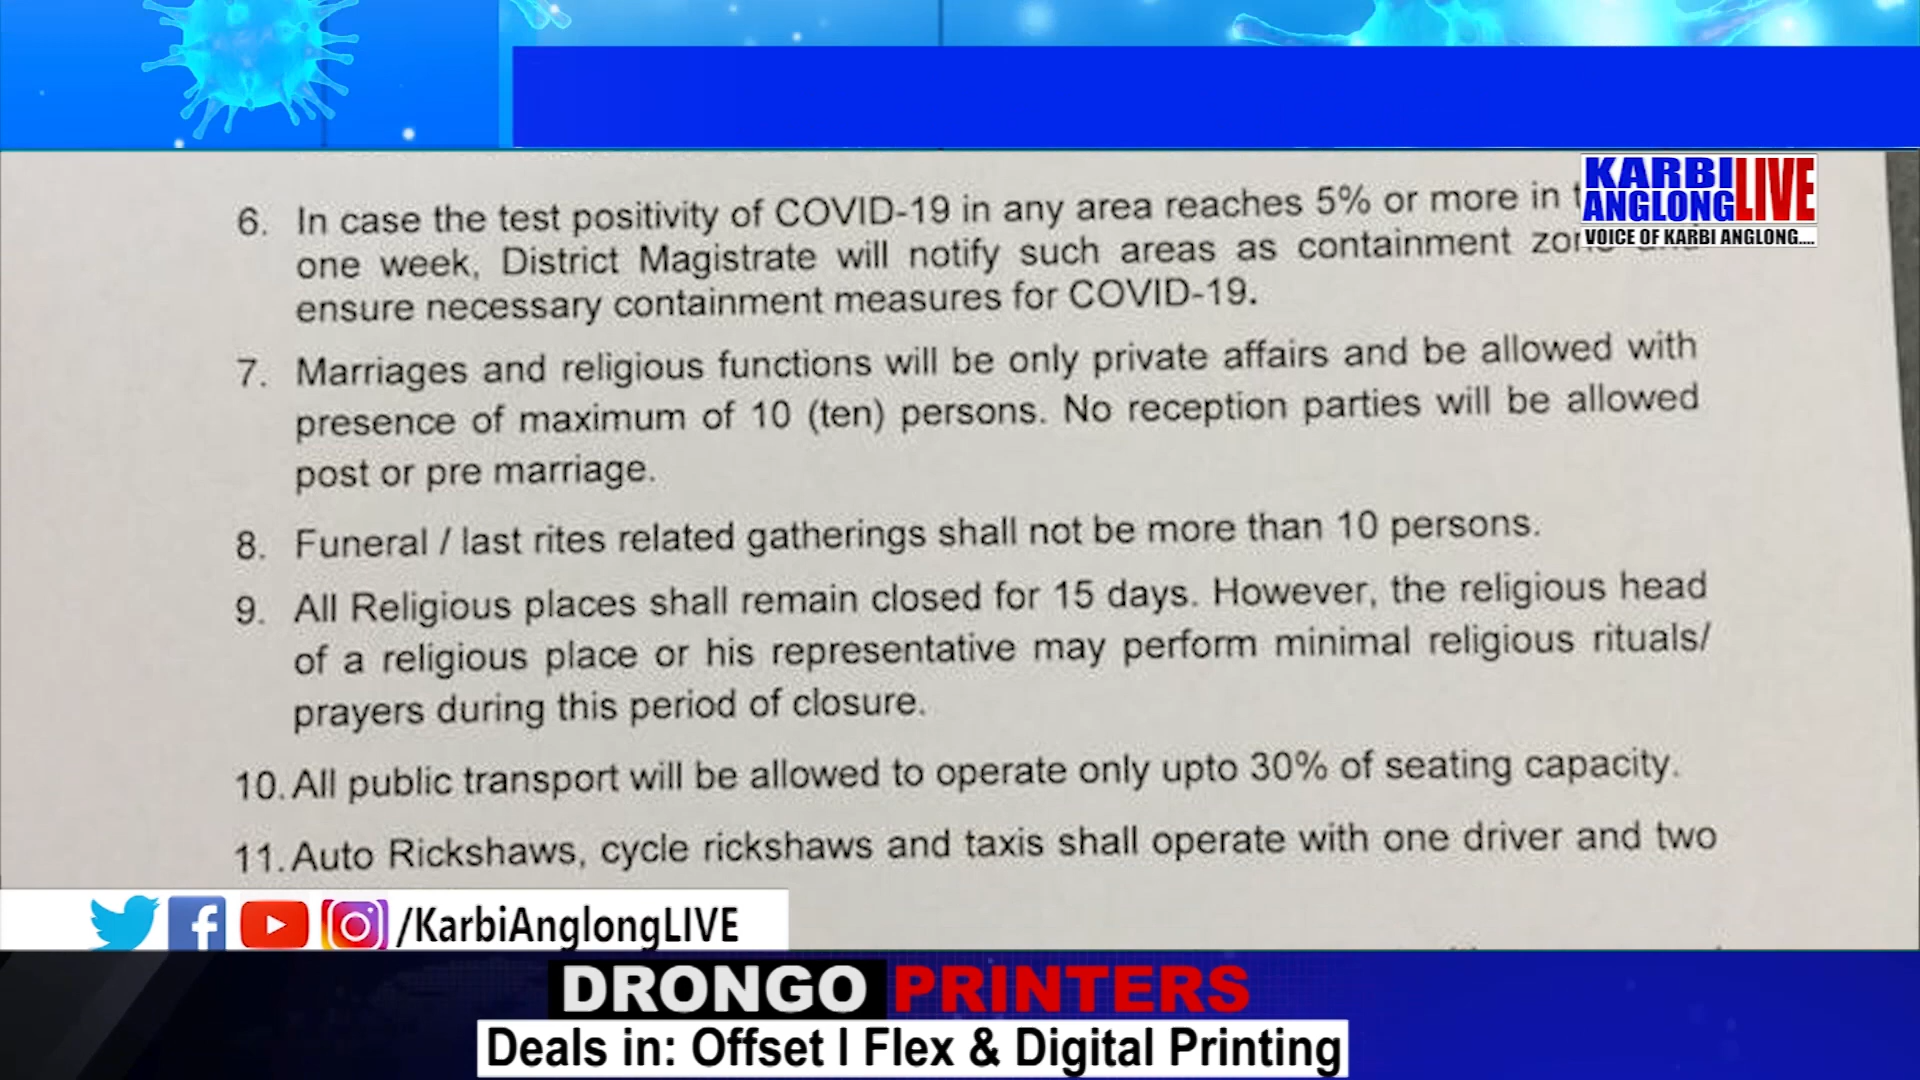 KARBI
ANGLONG LIVE
VOICE OF KARBI ANGLONG....
6. In case the test positivity of COVID-19 in any area reaches 5% or more in
one week, District Magistrate will notify such areas as containment
ensure necessary containment measures for COVID-19.
7. Marriages and religious functions will be only private affairs and be allowed with
presence of maximum of 10 (ten) persons. No reception parties will be allowed
post or pre marriage.
8. Funeral / last rites related gatherings shall not be more than 10 persons.
9. All Religious places shall remain closed for 15 days. However, the religious head
of a religious place or his representative may perform minimal religious rituals/
prayers during this period of closure.
10. All public transport will be allowed to operate only upto 30% of seating capacity.
11. Auto Rickshaws, cycle rickshaws and taxis shall operate with one driver and two
/KarbiAnglongLIVE
DRONGO PRINTERS
Deals in: Offset I Flex & Digital Printing